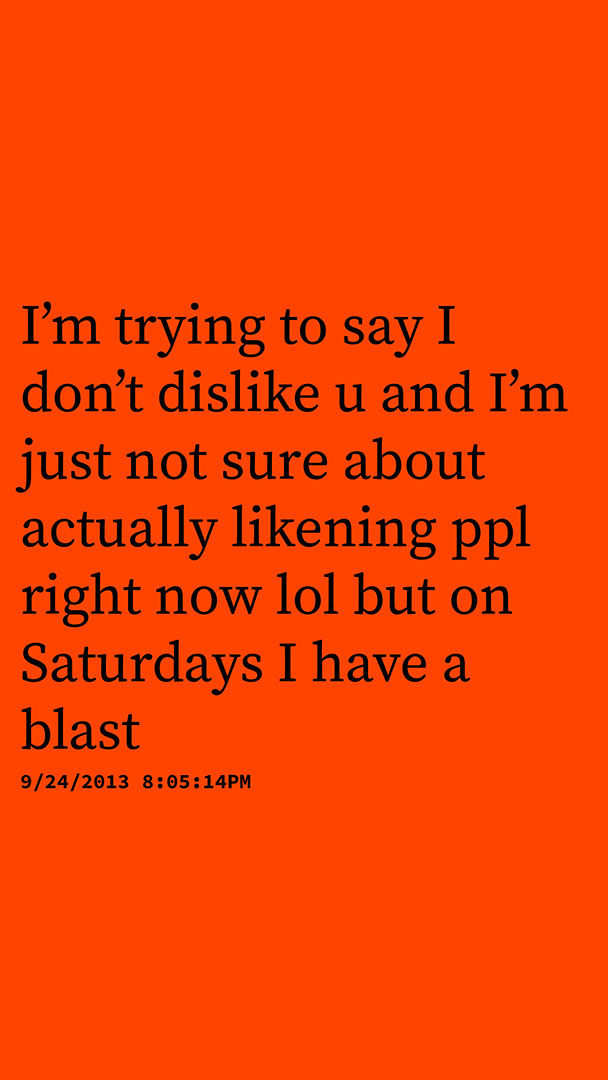 I’m trying to say I
don’t dislike u and I’m
just not sure about
actually likening ppl
right now lol but on
Saturdays I have a
blast
9/24/2013 8:05:14PM